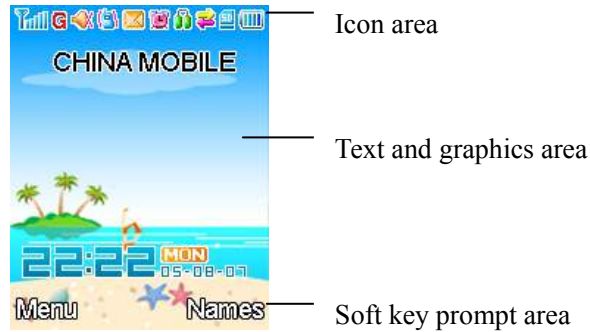 G
Icon area
CHINA MOBILE
Text and graphics area
22:22
MON
05-08-07
Menu
Names
Soft key prompt area